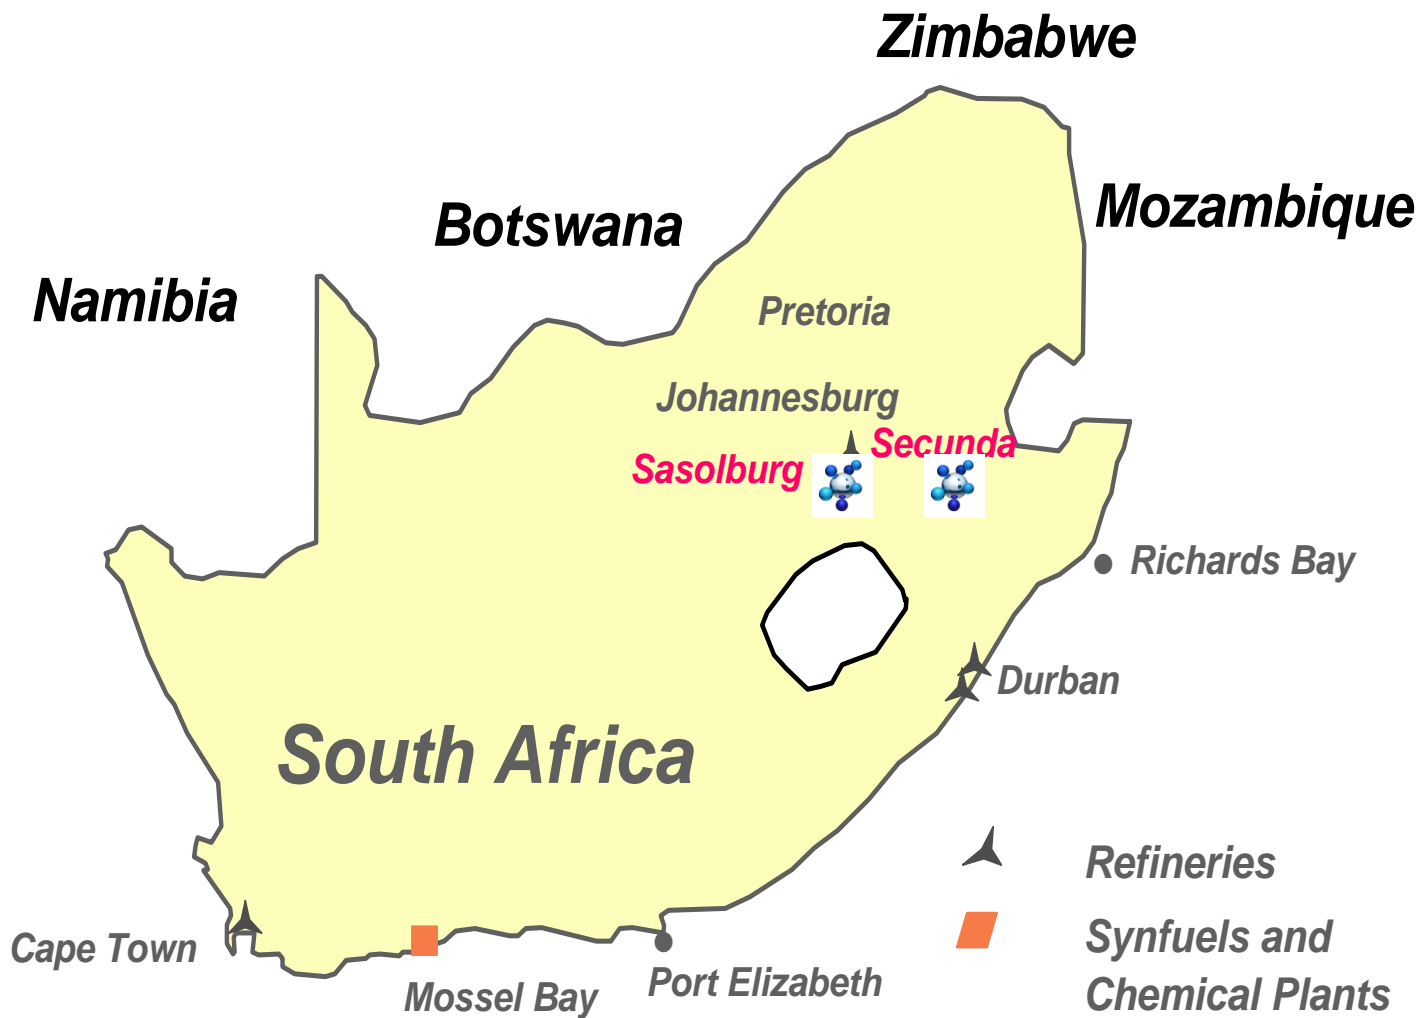 Zimbabwe
Mozambique
Botswana
Namibia
Pretoria
Johannesburg
Secunda
Sasolburg
Richards Bay
Durban
South Africa
Refineries
Cape Town
Synfuels and
Chemical Plants
Port Elizabeth
Mossel Bay